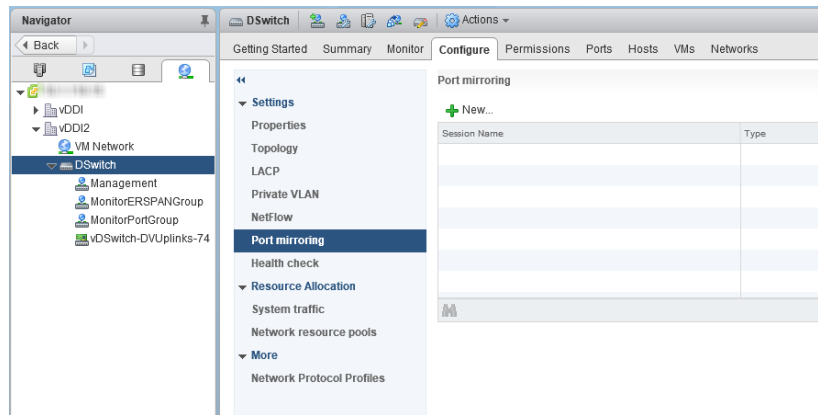 Navigator
Back
vDDI
vDDI2
VM Network
DSwitch
Management
MonitorERSPANGroup
MonitorPortGroup
vDSwitch-DVUplinks-74
DSwitch
Actions
Getting Started Summary Monitor Configure Permissions Ports Hosts VMs Networks
Settings
Properties
Topology
LACP
Private VLAN
NetFlow
Port mirroring
Health check
Resource Allocation
System traffic
Network resource pools
More
Network Protocol Profiles
Port mirroring
New...
Session Name Type